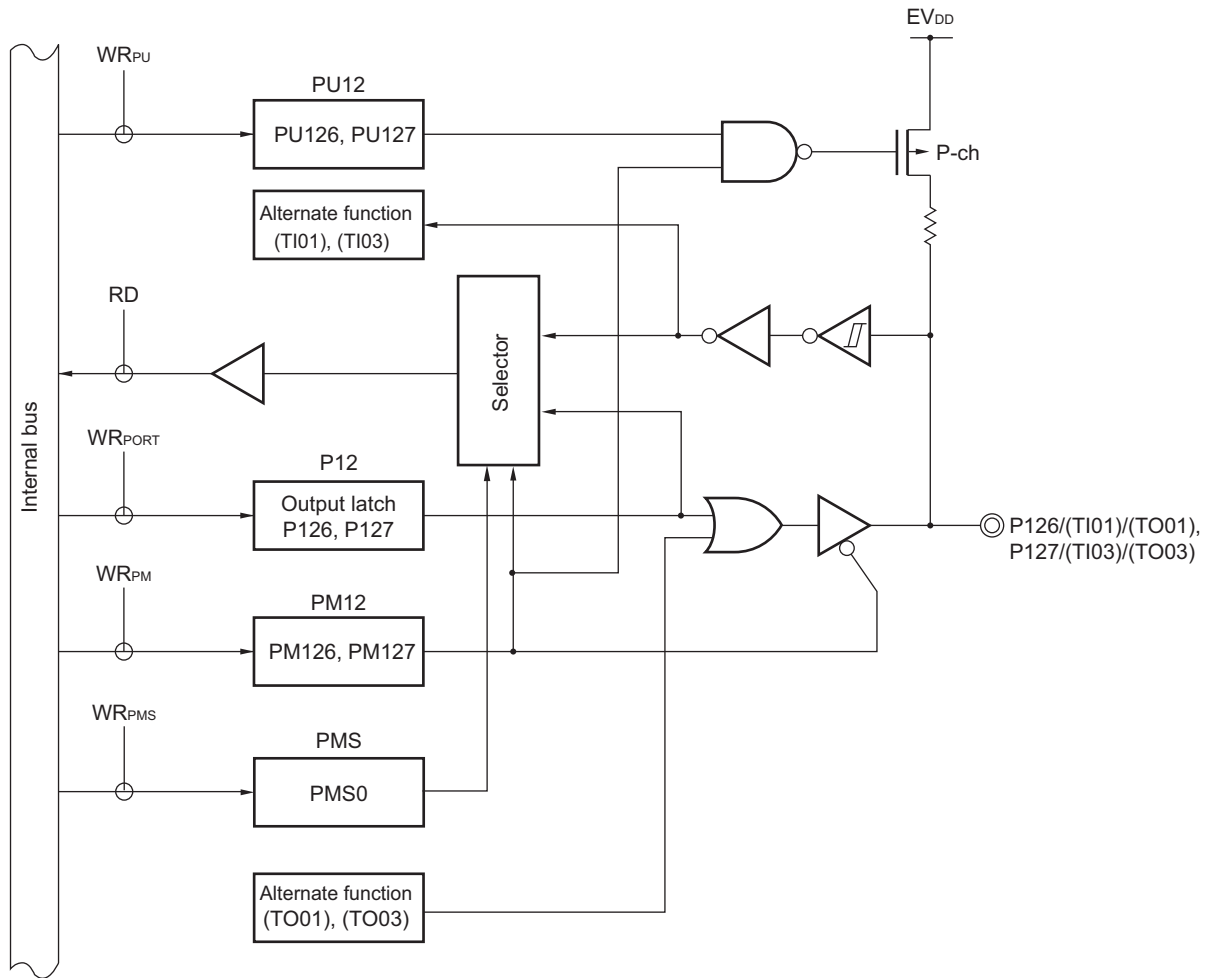 EVDD
WRPU
PU12
PU126, PU127
P-ch
Alternate function
(TI01), (TI03)
RD
Selector
Internal bus
WRPORT
P12
Output latch
P126, P127
P126/(TI01)/(TO01),
P127/(TI03)/(TO03)
WRPM
PM12
PM126, PM127
WRPMS
PMS
PMS0
Alternate function
(TO01), (TO03)